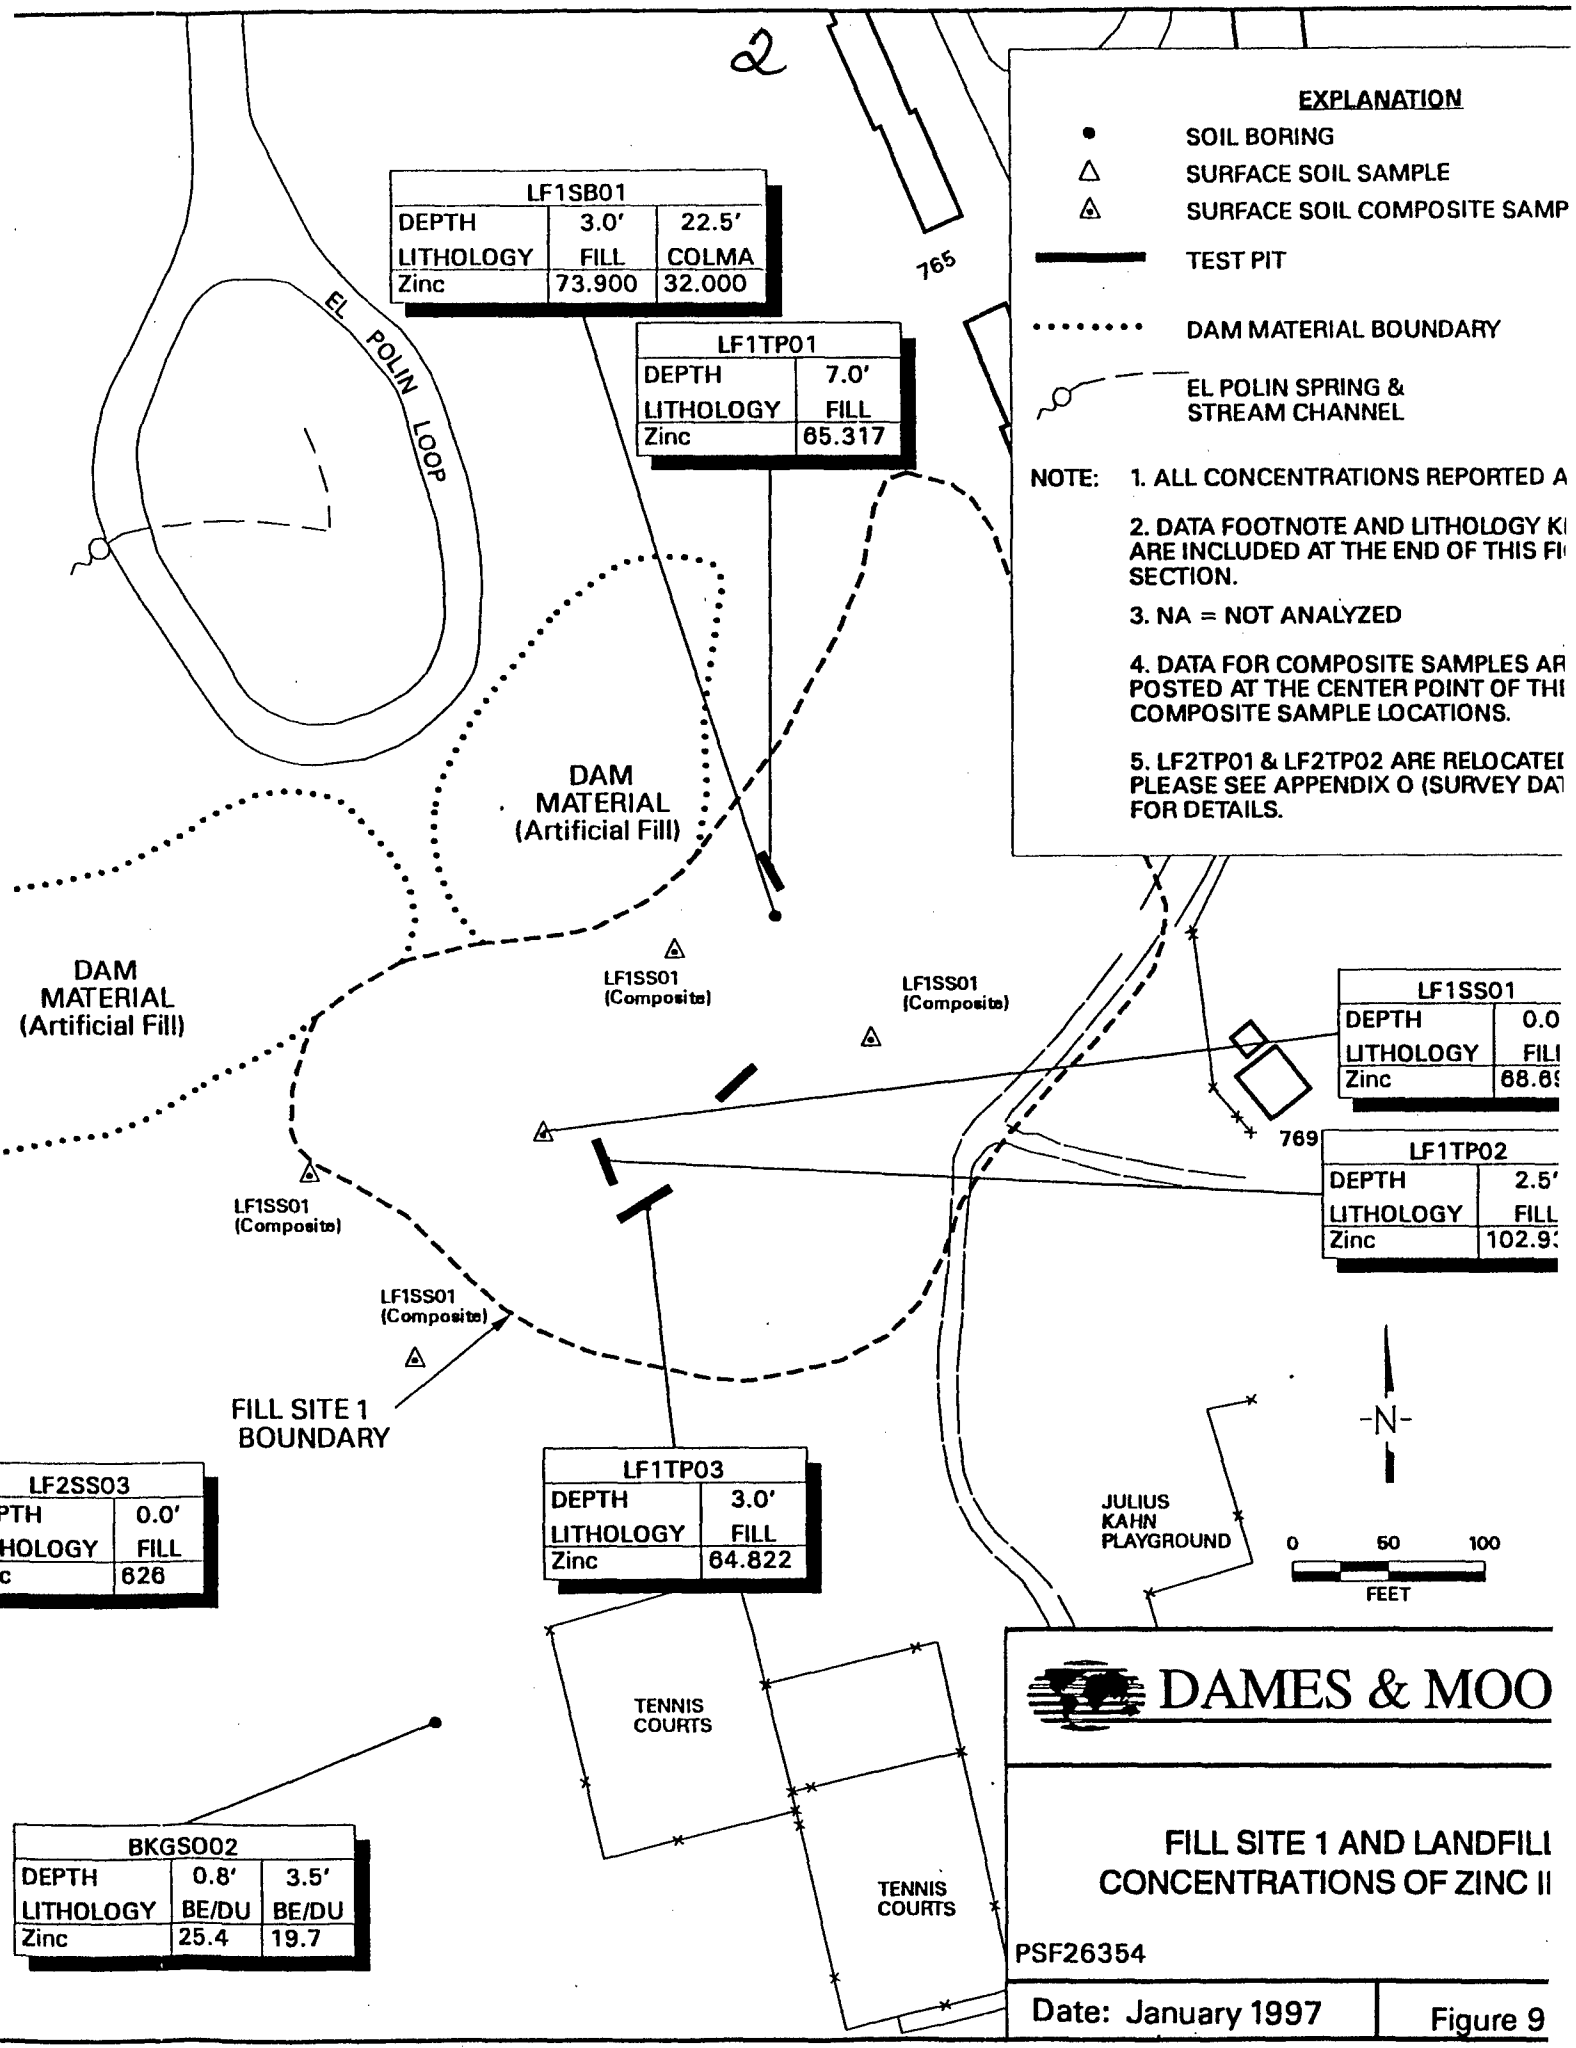 2
EXPLANATION
SOIL BORING
SURFACE SOIL SAMPLE
SURFACE SOIL COMPOSITE SAMP
TEST PIT
DAM MATERIAL BOUNDARY
EL POLIN SPRING &
STREAM CHANNEL
NOTE: 1. ALL CONCENTRATIONS REPORTED A
2. DATA FOOTNOTE AND LITHOLOGY K
ARE INCLUDED AT THE END OF THIS FI
SECTION.
3. NA = NOT ANALYZED
4. DATA FOR COMPOSITE SAMPLES AR
POSTED AT THE CENTER POINT OF TH
COMPOSITE SAMPLE LOCATIONS.
5. LF2TP01 & LF2TP02 ARE RELOCATE
PLEASE SEE APPENDIX O (SURVEY DAT
FOR DETAILS.
LF1SB01
DEPTH 3.0' 22.5'
LITHOLOGY FILL COLMA
Zinc 73.900 32.000
765
LF1TP01
DEPTH 7.0'
LITHOLOGY FILL
Zinc 65.317
EL POLIN LOOP
DAM
MATERIAL
(Artificial Fill)
DAM
MATERIAL
(Artificial Fill)
LF1SS01
(Composite)
LF1SS01
(Composite)
LF1SS01
DEPTH 0.0
LITHOLOGY FILL
Zinc 68.69
769
LF1TP02
DEPTH 2.5'
LITHOLOGY FILL
Zinc 102.93
LF1SS01
(Composite)
LF1SS01
(Composite)
FILL SITE 1
BOUNDARY
-N-
LF2SS03
PTH 0.0'
HOLOGY FILL
c 626
LF1TP03
DEPTH 3.0'
LITHOLOGY FILL
Zinc 64.822
JULIUS
KAHN
PLAYGROUND
0 50 100
FEET
TENNIS
COURTS
TENNIS
COURTS
BKGSO02
DEPTH 0.8' 3.5'
LITHOLOGY BE/DU BE/DU
Zinc 25.4 19.7
DAMES & MOO
FILL SITE 1 AND LANDFILL
CONCENTRATIONS OF ZINC I
PSF26354
Date: January 1997
Figure 9